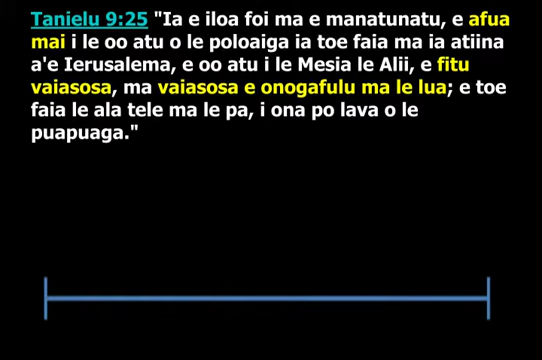 Tanielu 9:25 "Ia e iloa foi ma e manatunatu, e afua
mai i le oo atu o le poloaiga ia toe faia ma ia atiina
a'e Ierusalema, e oo atu i le Mesia le Alii, e fitu
vaiasosa, ma vaiasosa e onogafulu ma le lua; e toe
faia le ala tele ma le pa, i ona po lava o le
puapuaga."